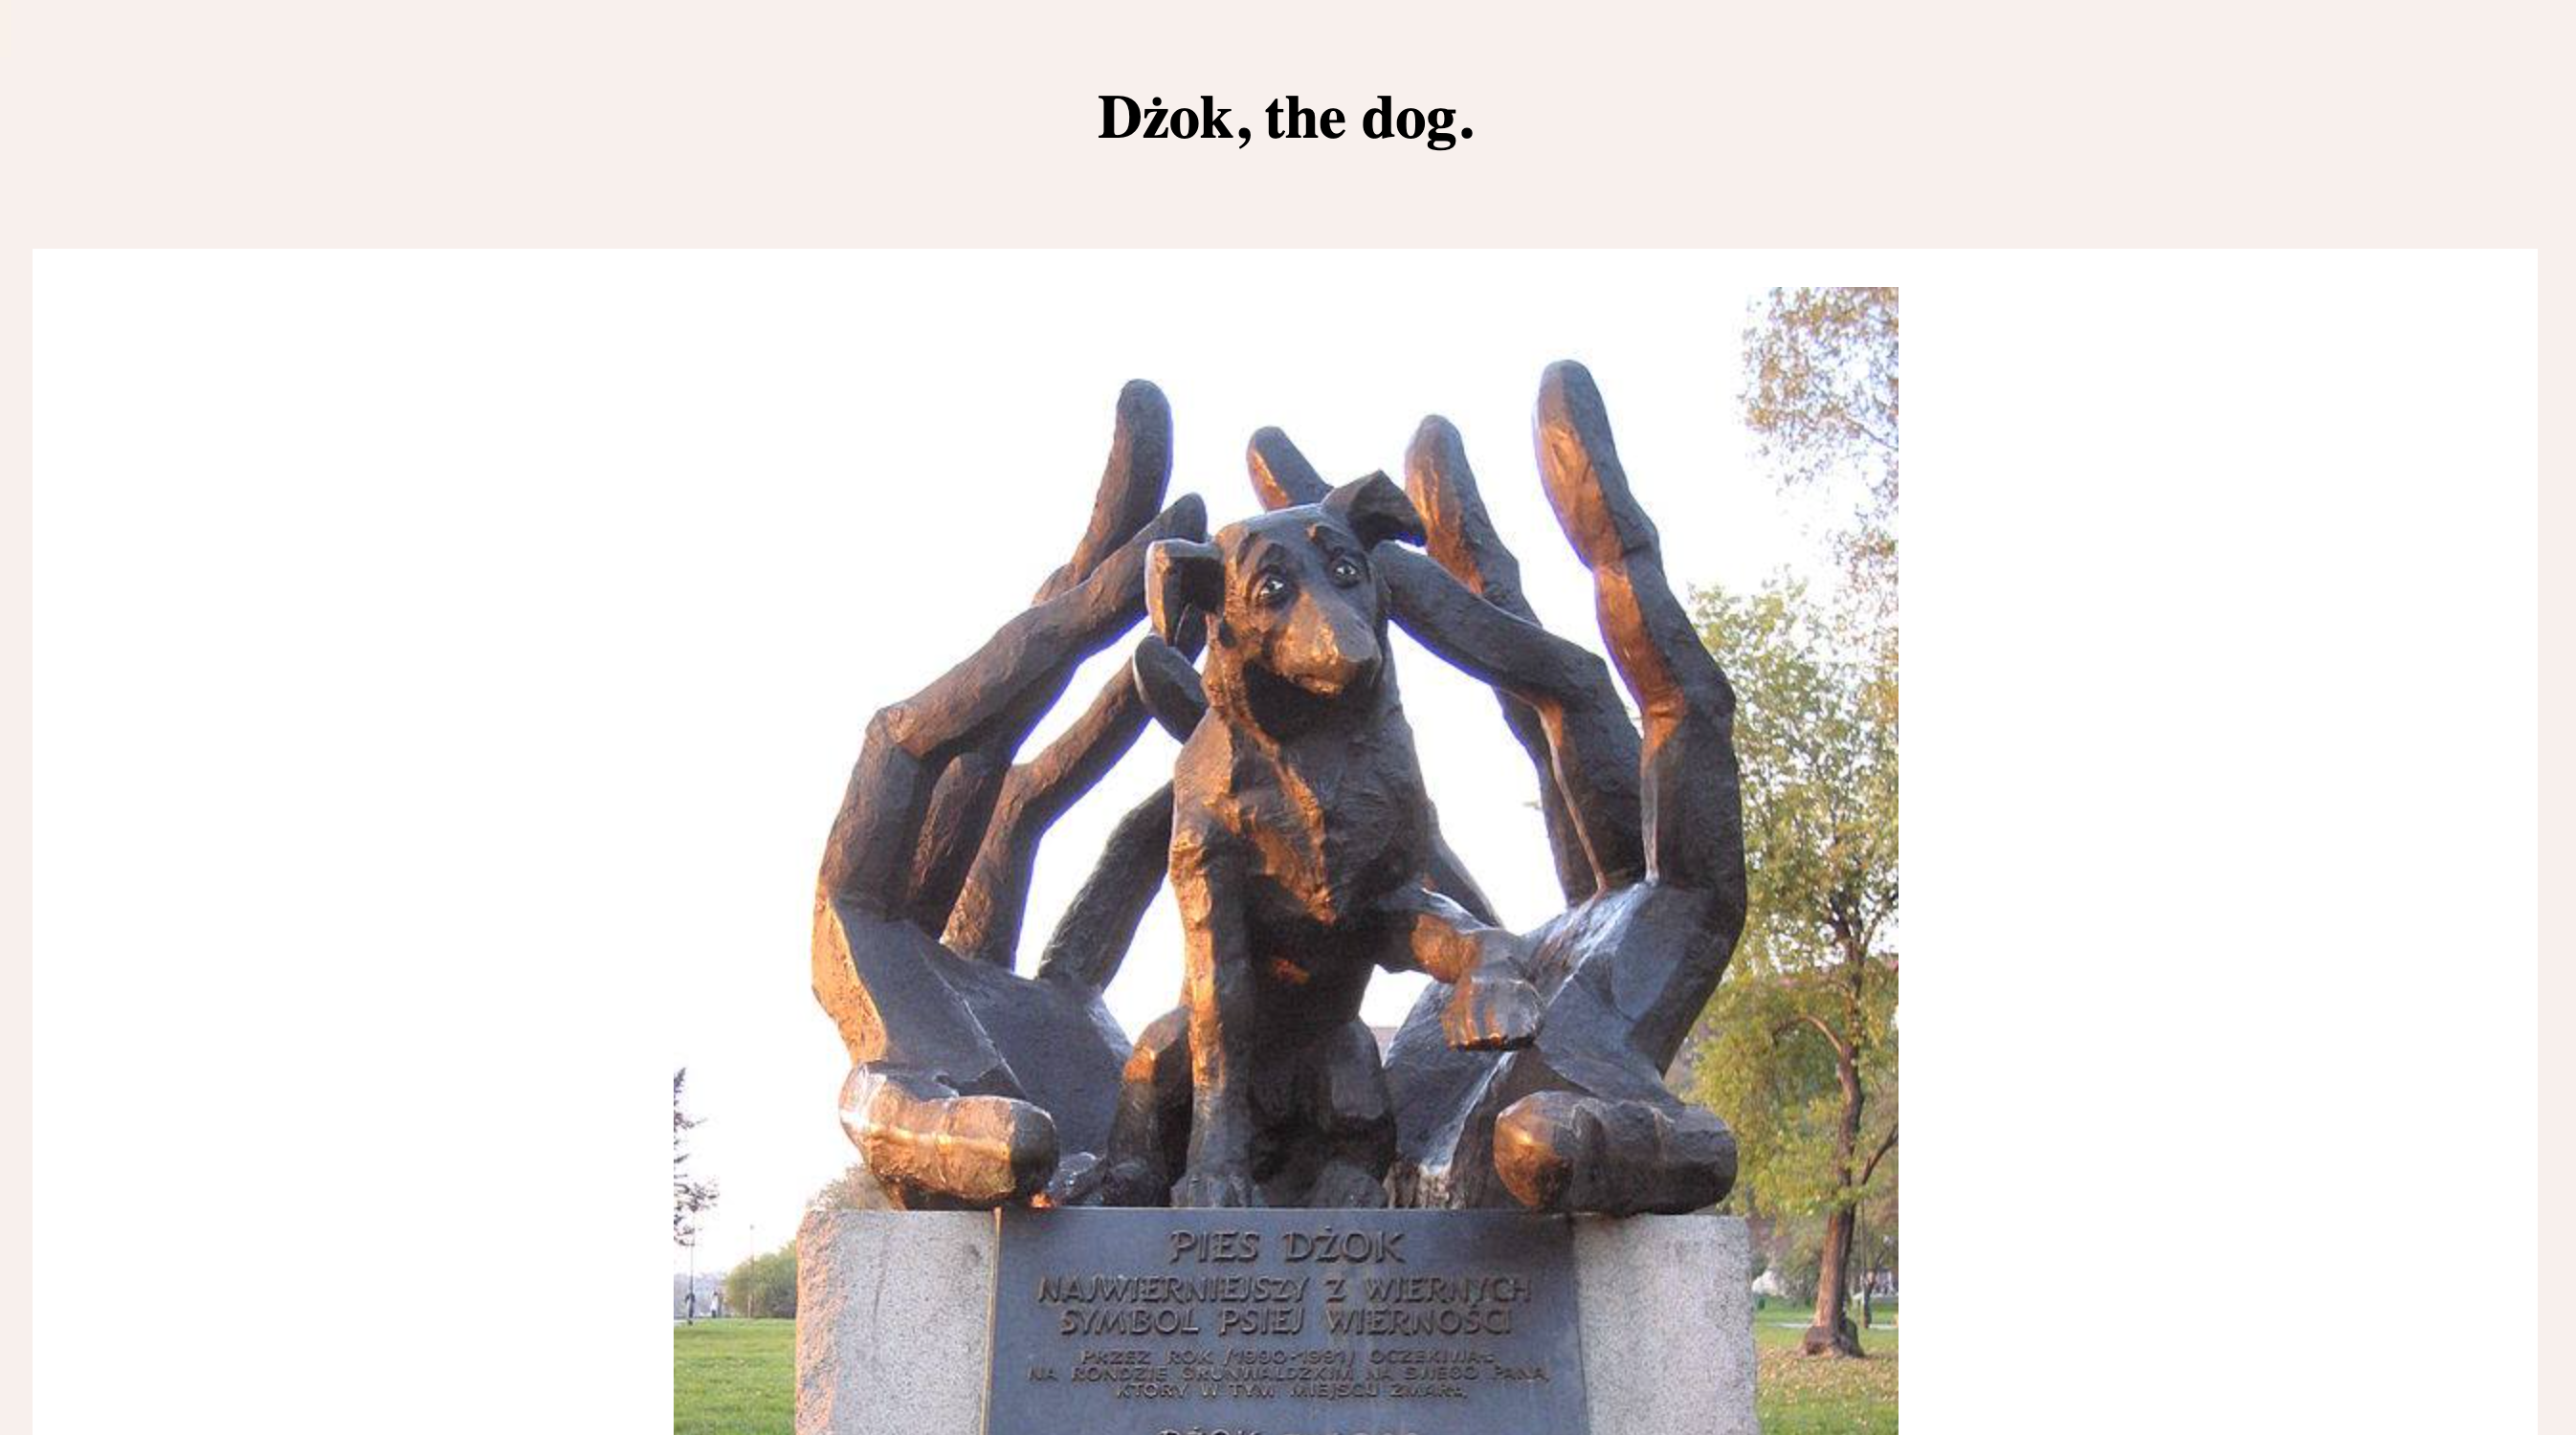 Dżok, the dog.
PIES DŻOK
NAJWIERNIEJSZY Z WIERNYCH
SYMBOL PSIEJ WIERNOŚCI
PRZEZ ROK /1990-1991/ OCZEKIWAŁ
NA RONDZIE GRUNWALDZKIM NA SWEGO PANA,
KTÓRY W TYM MIEJSCU ZMARŁ.